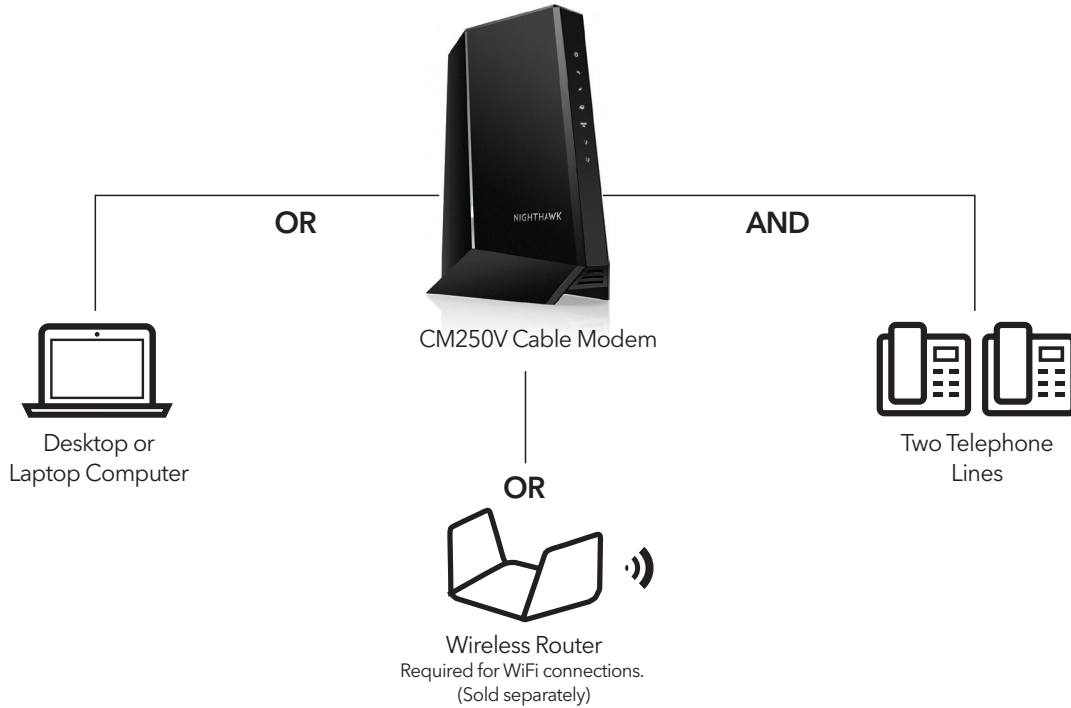 NIGHTHAWK
OR
AND
CM250V Cable Modem
Desktop or
Laptop Computer
Two Telephone
Lines
OR
Wireless Router
Required for WiFi connections.
(Sold separately)